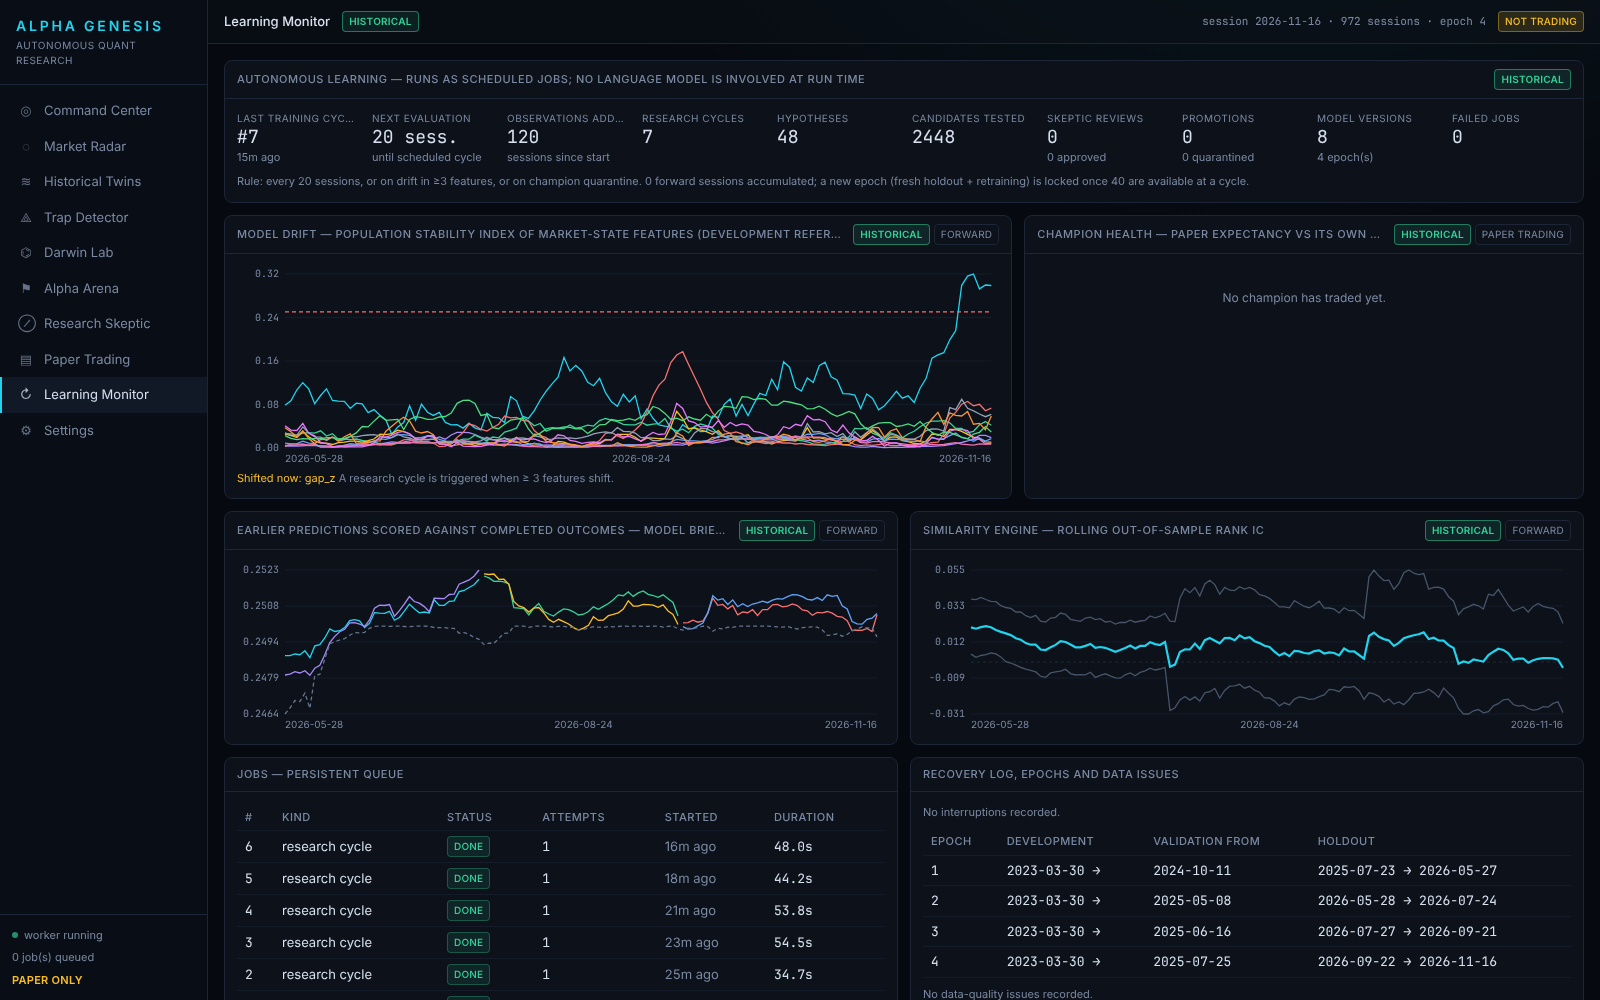 ALPHA GENESIS
AUTONOMOUS QUANT
RESEARCH
Command Center
Market Radar
Historical Twins
Trap Detector
Darwin Lab
Alpha Arena
Research Skeptic
Paper Trading
Learning Monitor
Settings
worker running
0 job(s) queued
PAPER ONLY
Learning Monitor HISTORICAL session 2026-11-16 · 972 sessions · epoch 4 NOT TRADING
AUTONOMOUS LEARNING — RUNS AS SCHEDULED JOBS; NO LANGUAGE MODEL IS INVOLVED AT RUN TIME HISTORICAL
LAST TRAINING CYC... NEXT EVALUATION OBSERVATIONS ADD... RESEARCH CYCLES HYPOTHESES CANDIDATES TESTED SKEPTIC REVIEWS PROMOTIONS MODEL VERSIONS FAILED JOBS
#7 20 sess. 120 7 48 2448 0 0 8 0
15m ago until scheduled cycle sessions since start 0 approved 0 quarantined 4 epoch(s)
Rule: every 20 sessions, or on drift in ≥3 features, or on champion quarantine. 0 forward sessions accumulated; a new epoch (fresh holdout + retraining) is locked once 40 are available at a cycle.
MODEL DRIFT — POPULATION STABILITY INDEX OF MARKET-STATE FEATURES (DEVELOPMENT REFER... HISTORICAL FORWARD
0.32
0.24
0.16
0.08
0.00
2026-05-28 2026-08-24 2026-11-16
Shifted now: gap_z A research cycle is triggered when ≥ 3 features shift.
CHAMPION HEALTH — PAPER EXPECTANCY VS ITS OWN ... HISTORICAL PAPER TRADING
No champion has traded yet.
EARLIER PREDICTIONS SCORED AGAINST COMPLETED OUTCOMES — MODEL BRIE... HISTORICAL FORWARD
0.2523
0.2508
0.2494
0.2479
0.2464
2026-05-28 2026-08-24 2026-11-16
SIMILARITY ENGINE — ROLLING OUT-OF-SAMPLE RANK IC HISTORICAL FORWARD
0.055
0.033
0.012
-0.009
-0.031
2026-05-28 2026-08-24 2026-11-16
JOBS — PERSISTENT QUEUE
# KIND STATUS ATTEMPTS STARTED DURATION
6 research cycle DONE 1 16m ago 48.0s
5 research cycle DONE 1 18m ago 44.2s
4 research cycle DONE 1 21m ago 53.8s
3 research cycle DONE 1 23m ago 54.5s
2 research cycle DONE 1 25m ago 34.7s
RECOVERY LOG, EPOCHS AND DATA ISSUES
No interruptions recorded.
EPOCH DEVELOPMENT VALIDATION FROM HOLDOUT
1 2023-03-30 → 2024-10-11 2025-07-23 → 2026-05-27
2 2023-03-30 → 2025-05-08 2026-05-28 → 2026-07-24
3 2023-03-30 → 2025-06-16 2026-07-27 → 2026-09-21
4 2023-03-30 → 2025-07-25 2026-09-22 → 2026-11-16
No data-quality issues recorded.